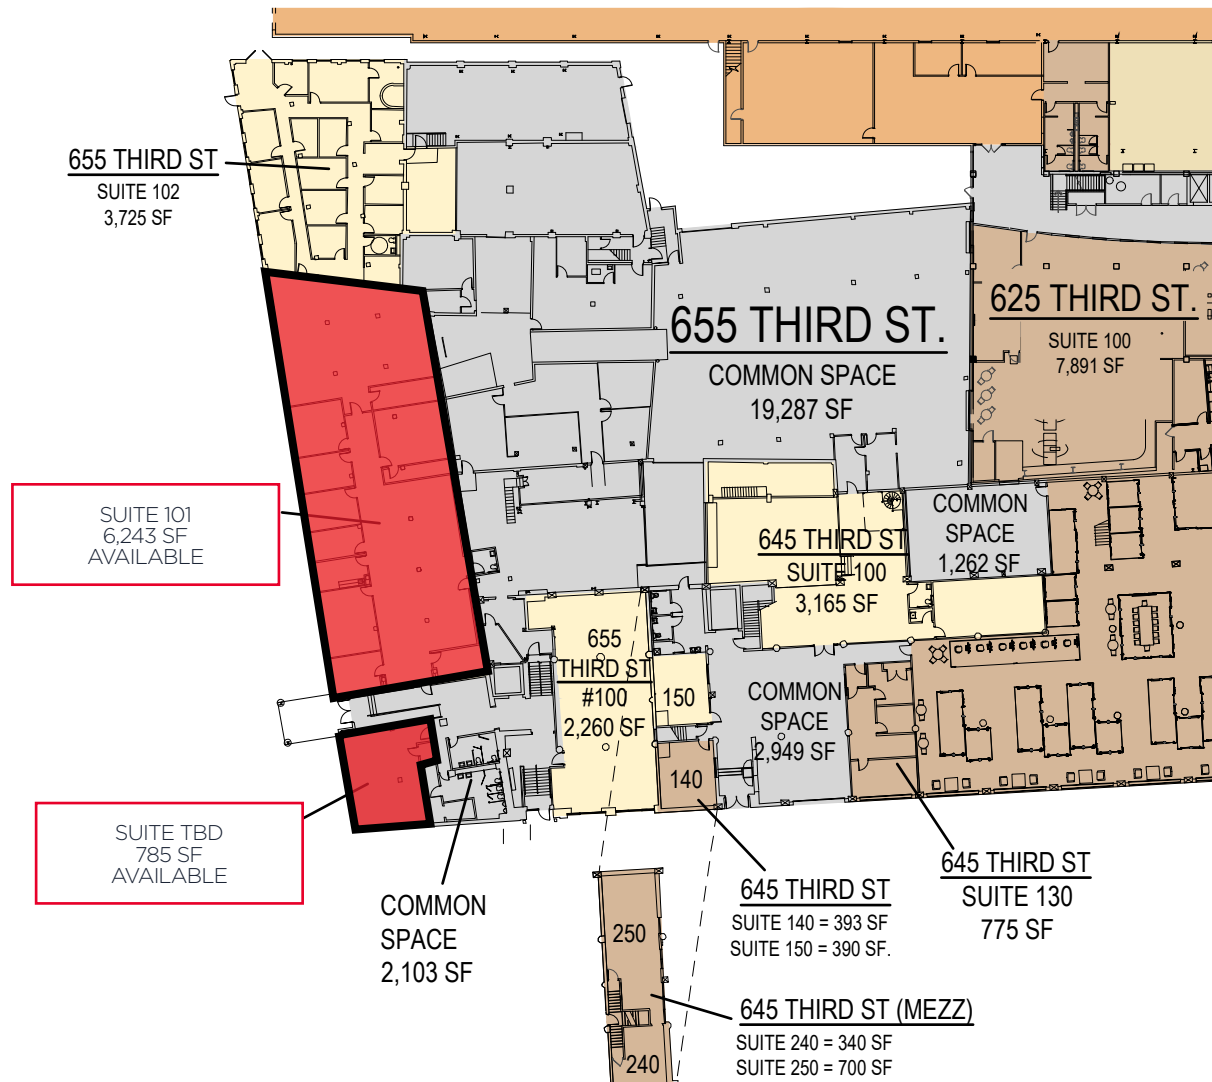 655 THIRD ST
SUITE 102
3,725 SF
655 THIRD ST.
COMMON SPACE
19,287 SF
625 THIRD ST.
SUITE 100
7,891 SF
SUITE 101
6,243 SF
AVAILABLE
645 THIRD ST
SUITE 100
3,165 SF
COMMON
SPACE
1,262 SF
655
THIRD ST
#100
2,260 SF
150
COMMON
SPACE
2,949 SF
140
SUITE TBD
785 SF
AVAILABLE
COMMON
SPACE
2,103 SF
645 THIRD ST
SUITE 140 = 393 SF
SUITE 150 = 390 SF.
645 THIRD ST
SUITE 130
775 SF
250
240
645 THIRD ST (MEZZ)
SUITE 240 = 340 SF
SUITE 250 = 700 SF